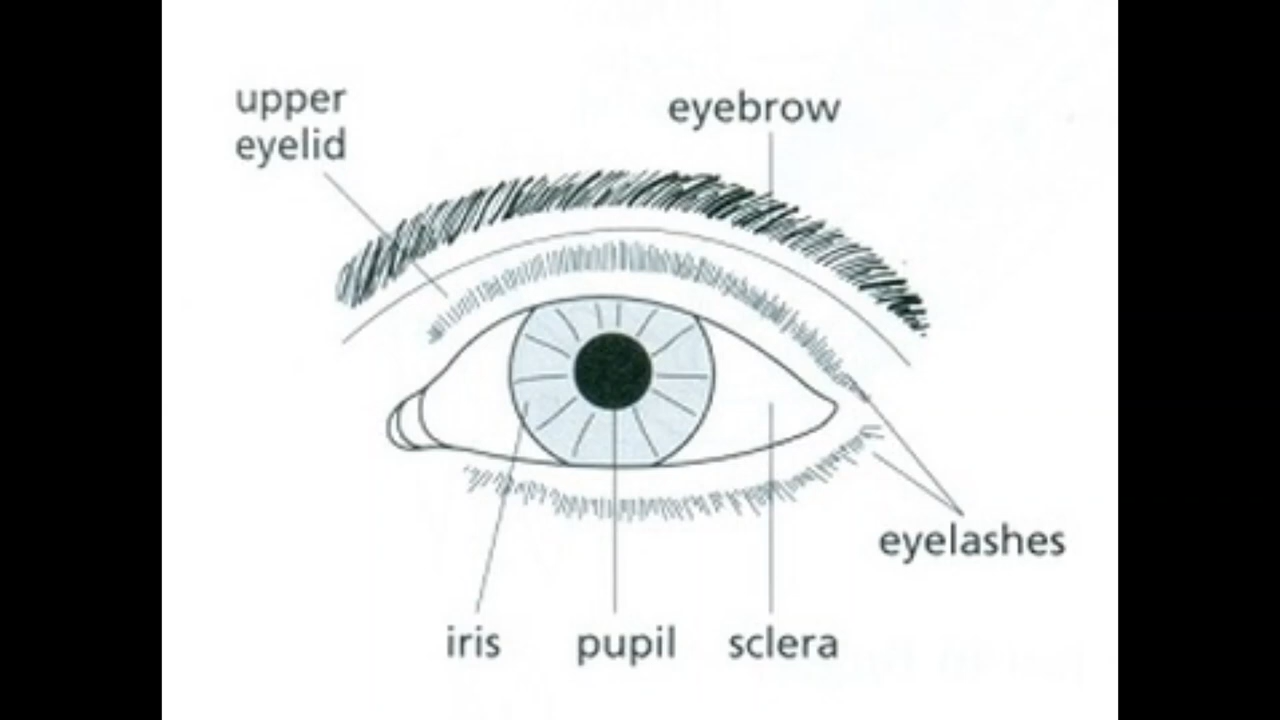 upper
eyelid
eyebrow
eyelashes
iris
pupil
sclera